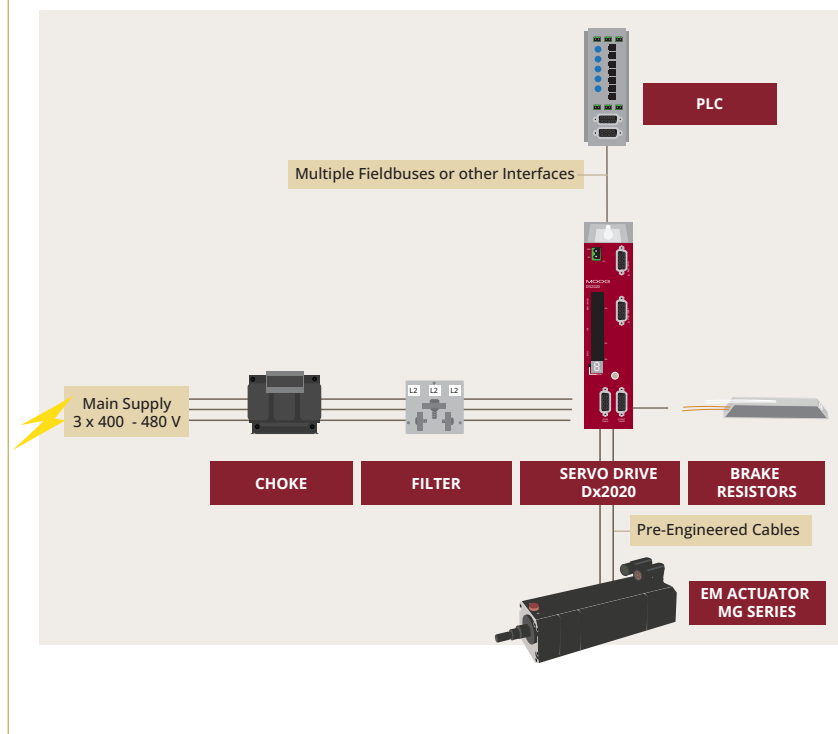 PLC
Multiple Fieldbuses or other Interfaces
MOOG
L2 L2 L2
Main Supply
3 x 400 - 480 V
CHOKE
FILTER
SERVO DRIVE
Dx2020
BRAKE
RESISTORS
Pre-Engineered Cables
EM ACTUATOR
MG SERIES